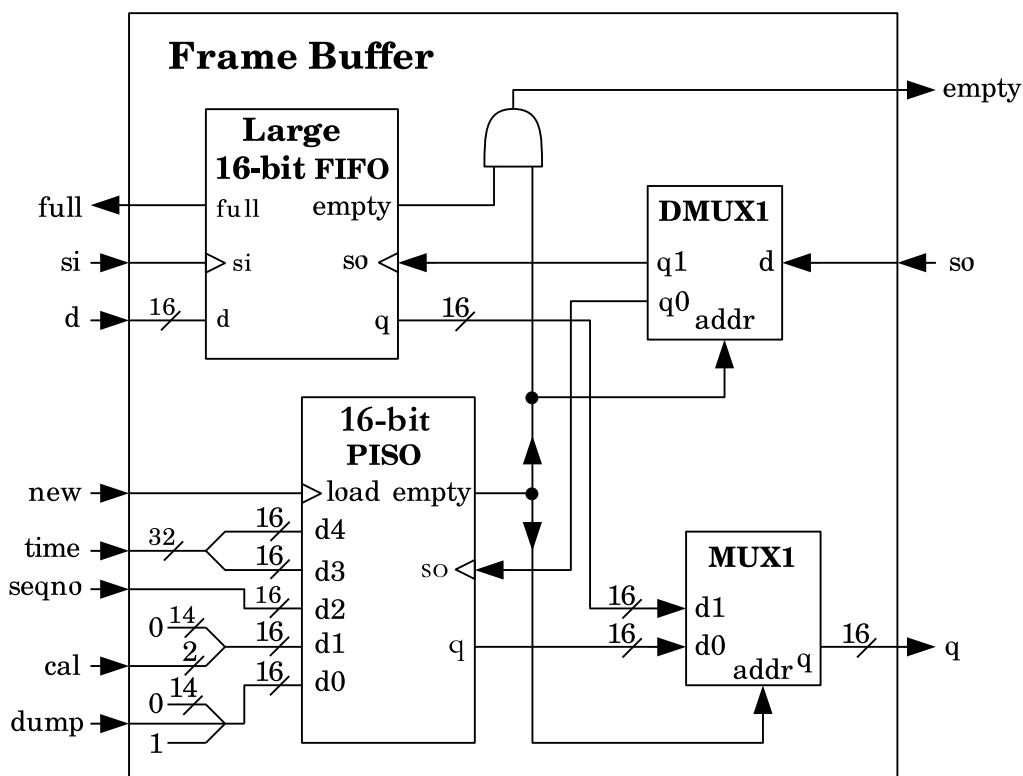 Frame Buffer
empty
Large
16-bit FIFO
full
full
empty
si
si
so
d
16
d
q
16
DMUX1
q1
d
so
q0
addr
16-bit
PISO
new
load
empty
time
32
16
d4
16
d3
so
seqno
16
d2
0
14
16
d1
q
cal
2
16
d0
0
14
dump
1
MUX1
16
d1
16
d0
addr
q
16
q